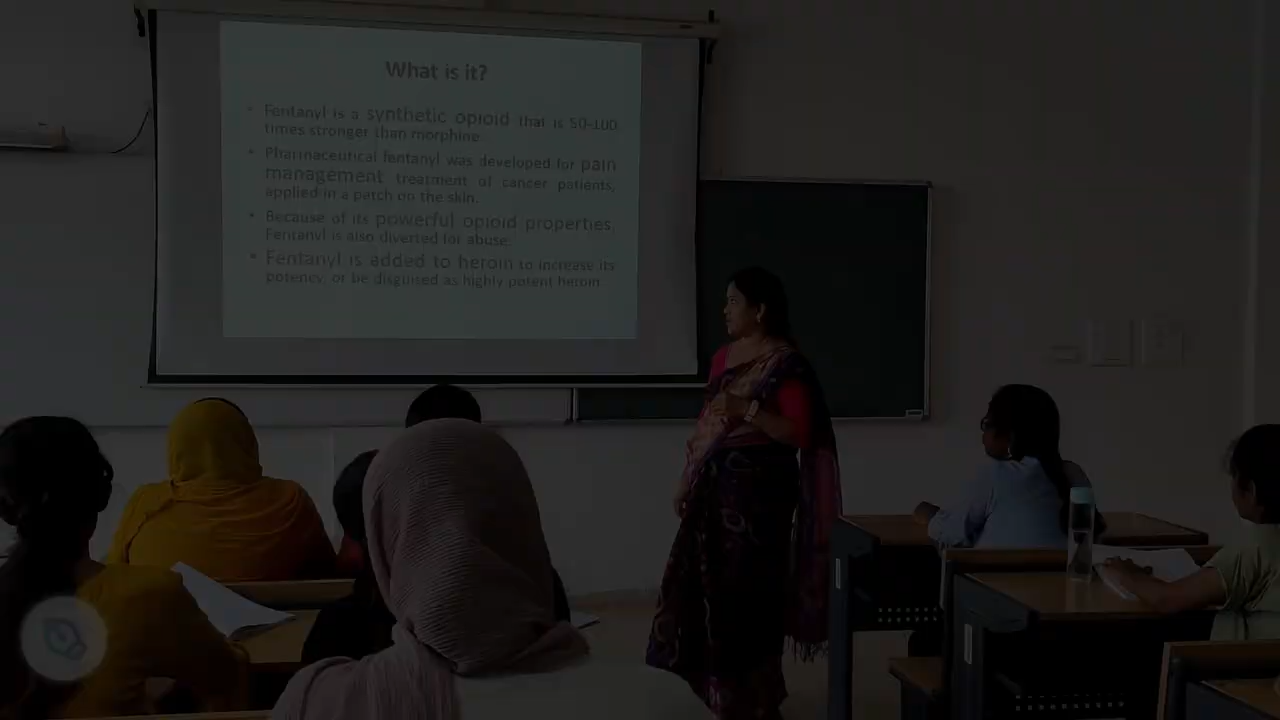 What is it?
• Fentanyl is a synthetic opioid that is 50-100
times stronger than morphine.
• Pharmaceutical fentanyl was developed for pain
management treatment of cancer patients,
applied in a patch on the skin.
• Because of its powerful opioid properties,
Fentanyl is also diverted for abuse.
• Fentanyl is added to heroin to increase its
potency, or be disguised as highly potent heroin.